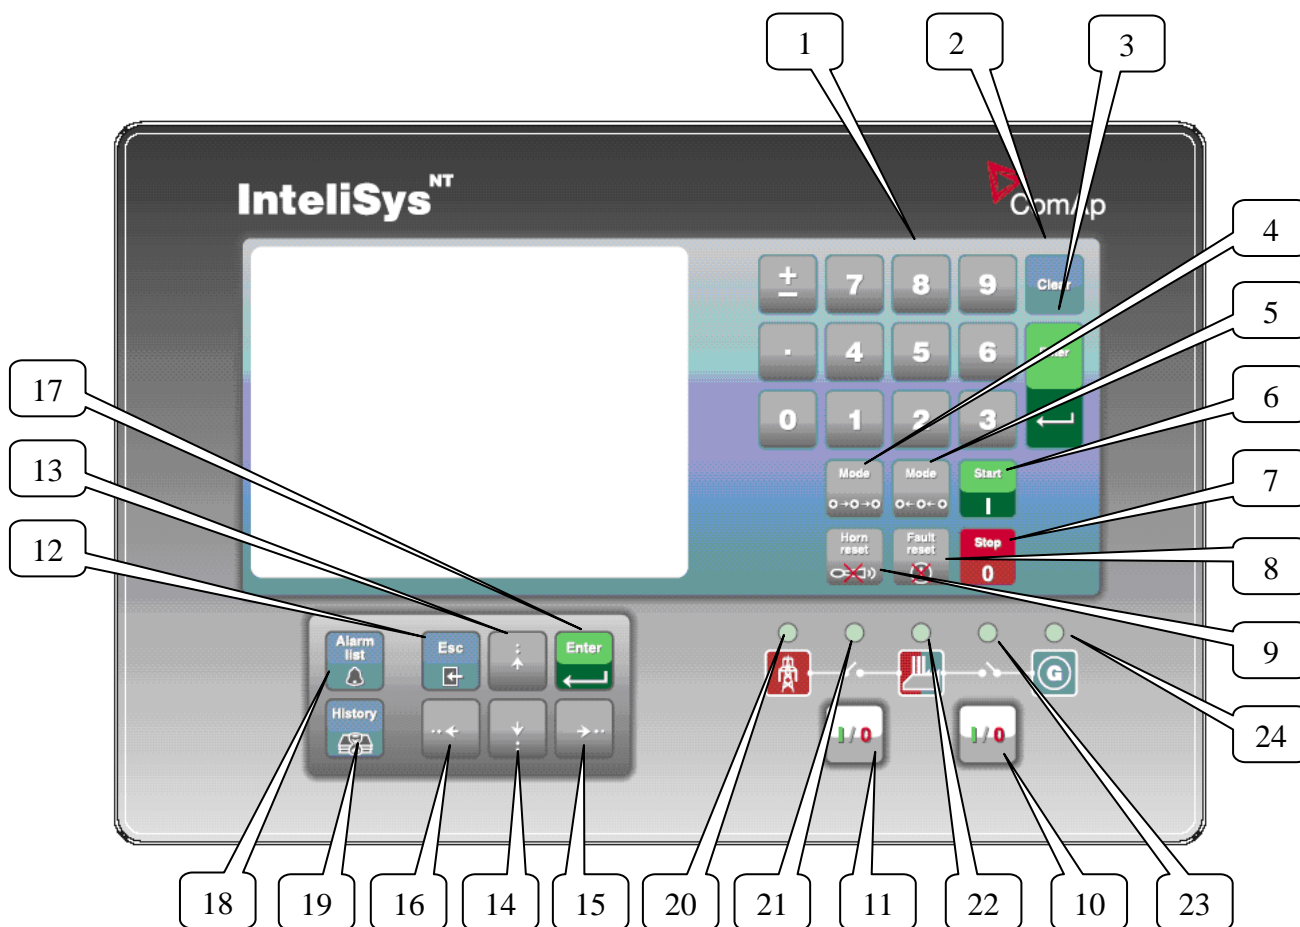 1 2 3
InteliSys NT
ComAp
4
± 7 8 9 Clear
5
. 4 5 6 Enter
17
6
0 1 2 3
13
Mode Mode Start
I
7
12
Horn reset Fault reset Stop
0
8
Alarm list Esc Enter
9
G
History
I/0 I/0
24
18 19 16 14 15 20 21 11 22 10 23